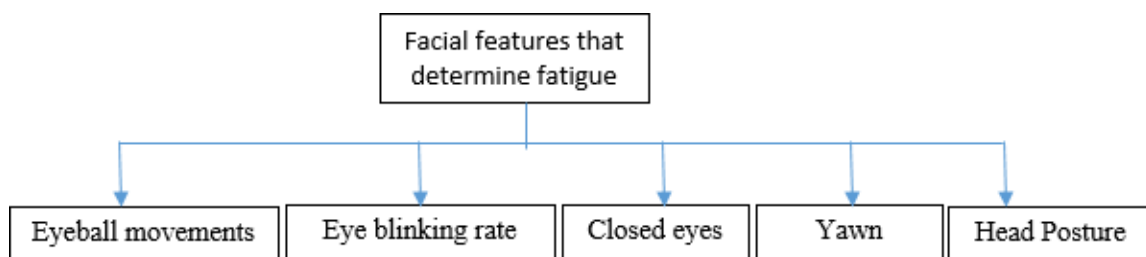 Facial features that
determine fatigue
Eyeball movements
Eye blinking rate
Closed eyes
Yawn
Head Posture